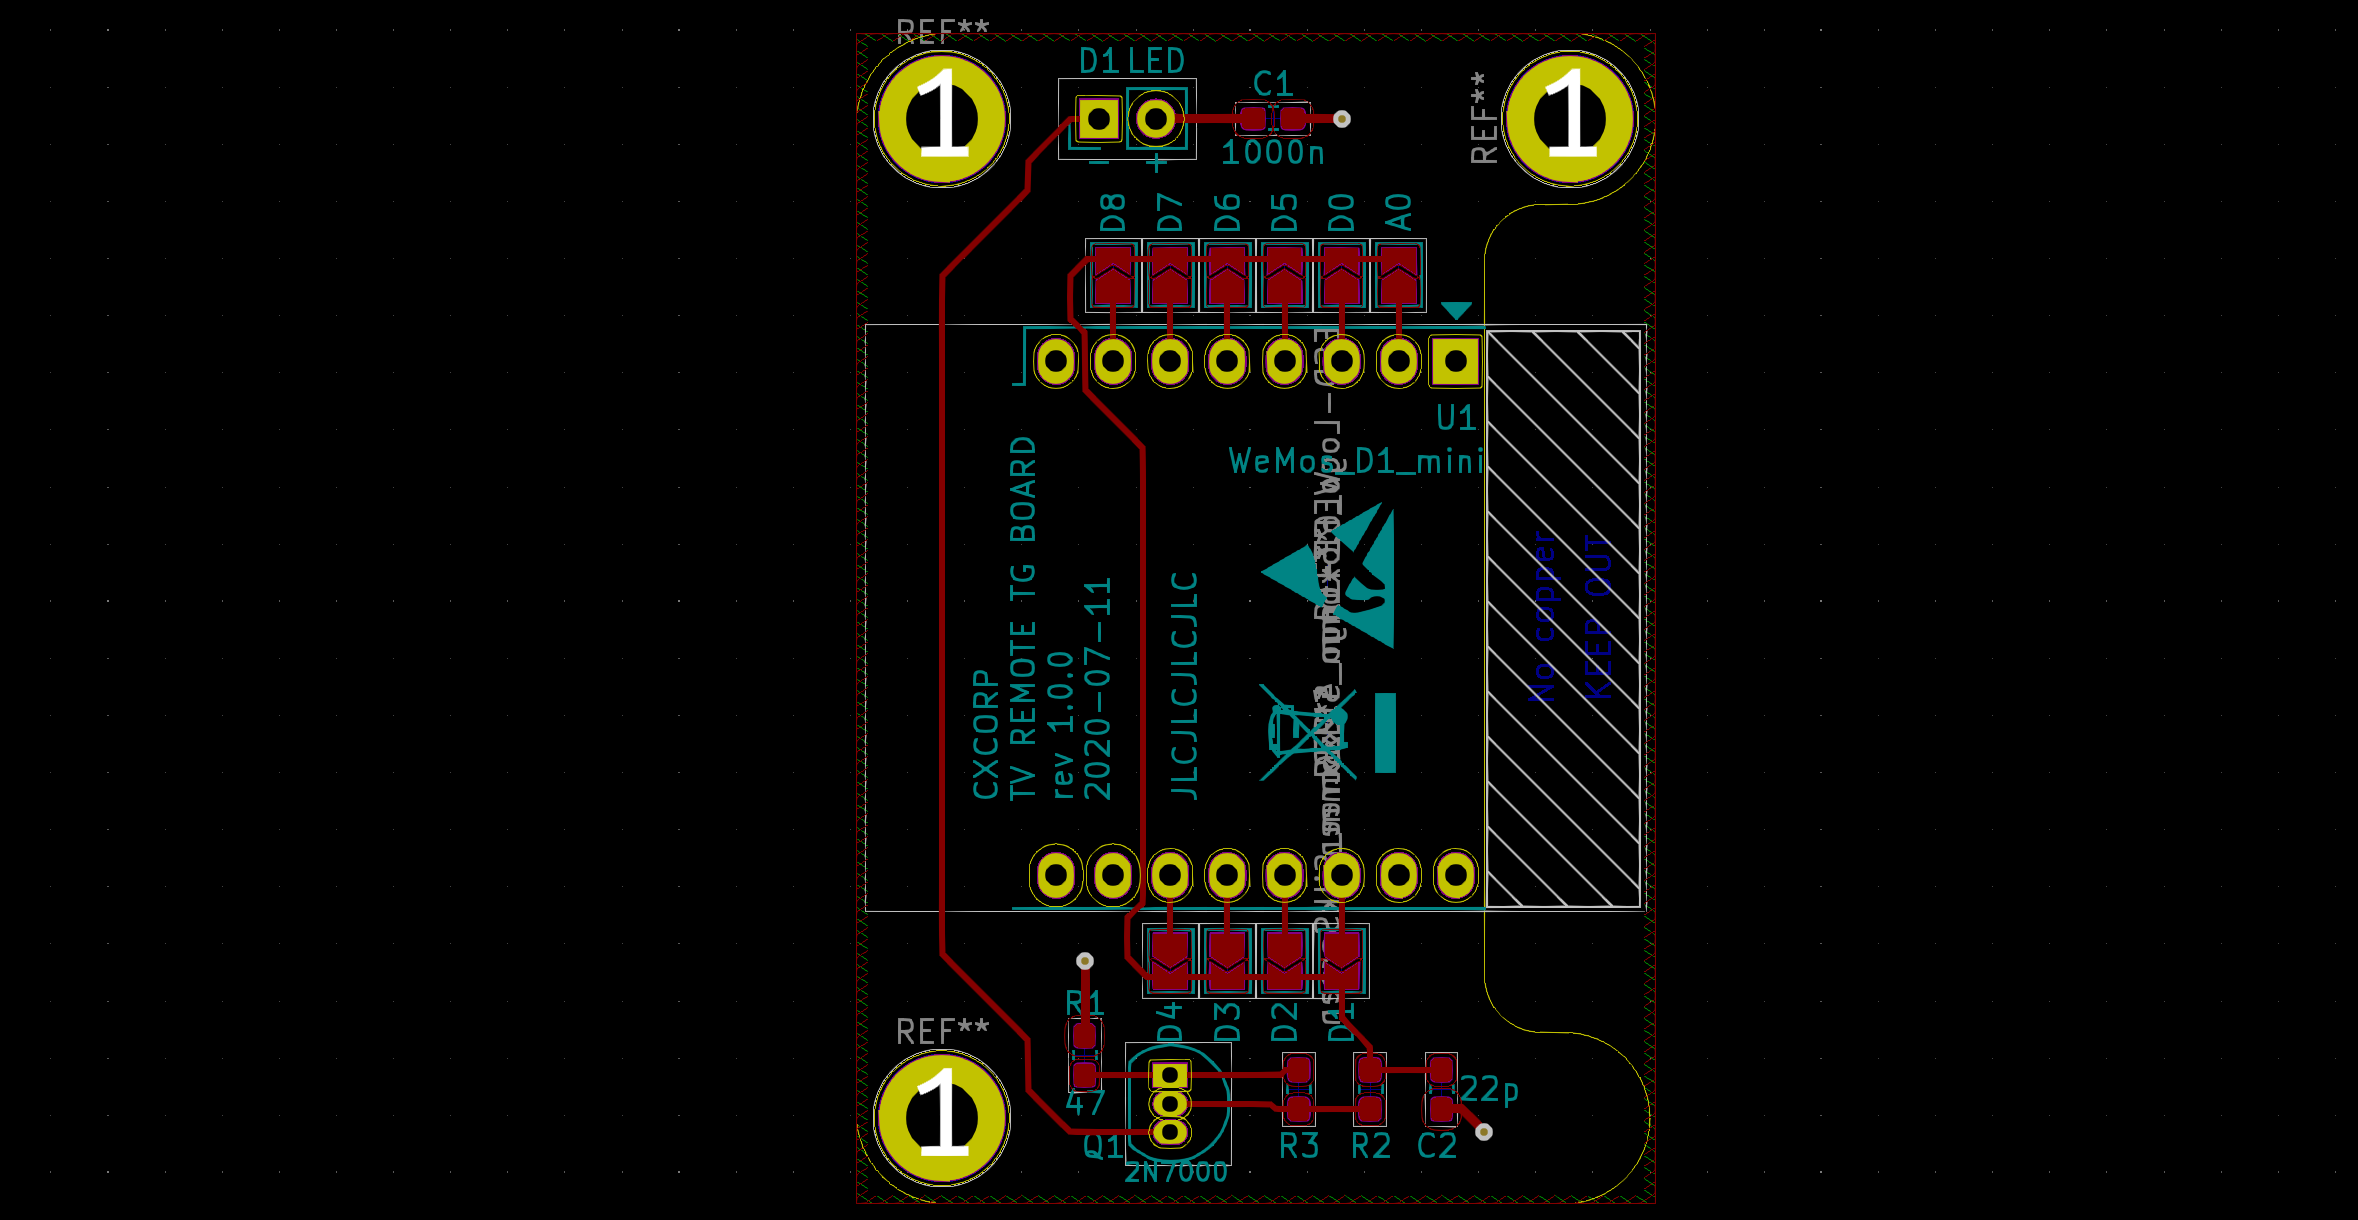 REF**
D1 LED
C1
REF**
1
1
- +
1000n
D8 D7 D6 D5 D0 A0
U1
WeMos_D1_mini
CXCORP
TV REMOTE TG BOARD
rev 1.0.0
2020-07-11
JLCJLCJLCJLC
No copper
KEEP OUT
R1
D4 D3 D2 D1
REF**
1
47
22p
Q1
R3 R2 C2
2N7000